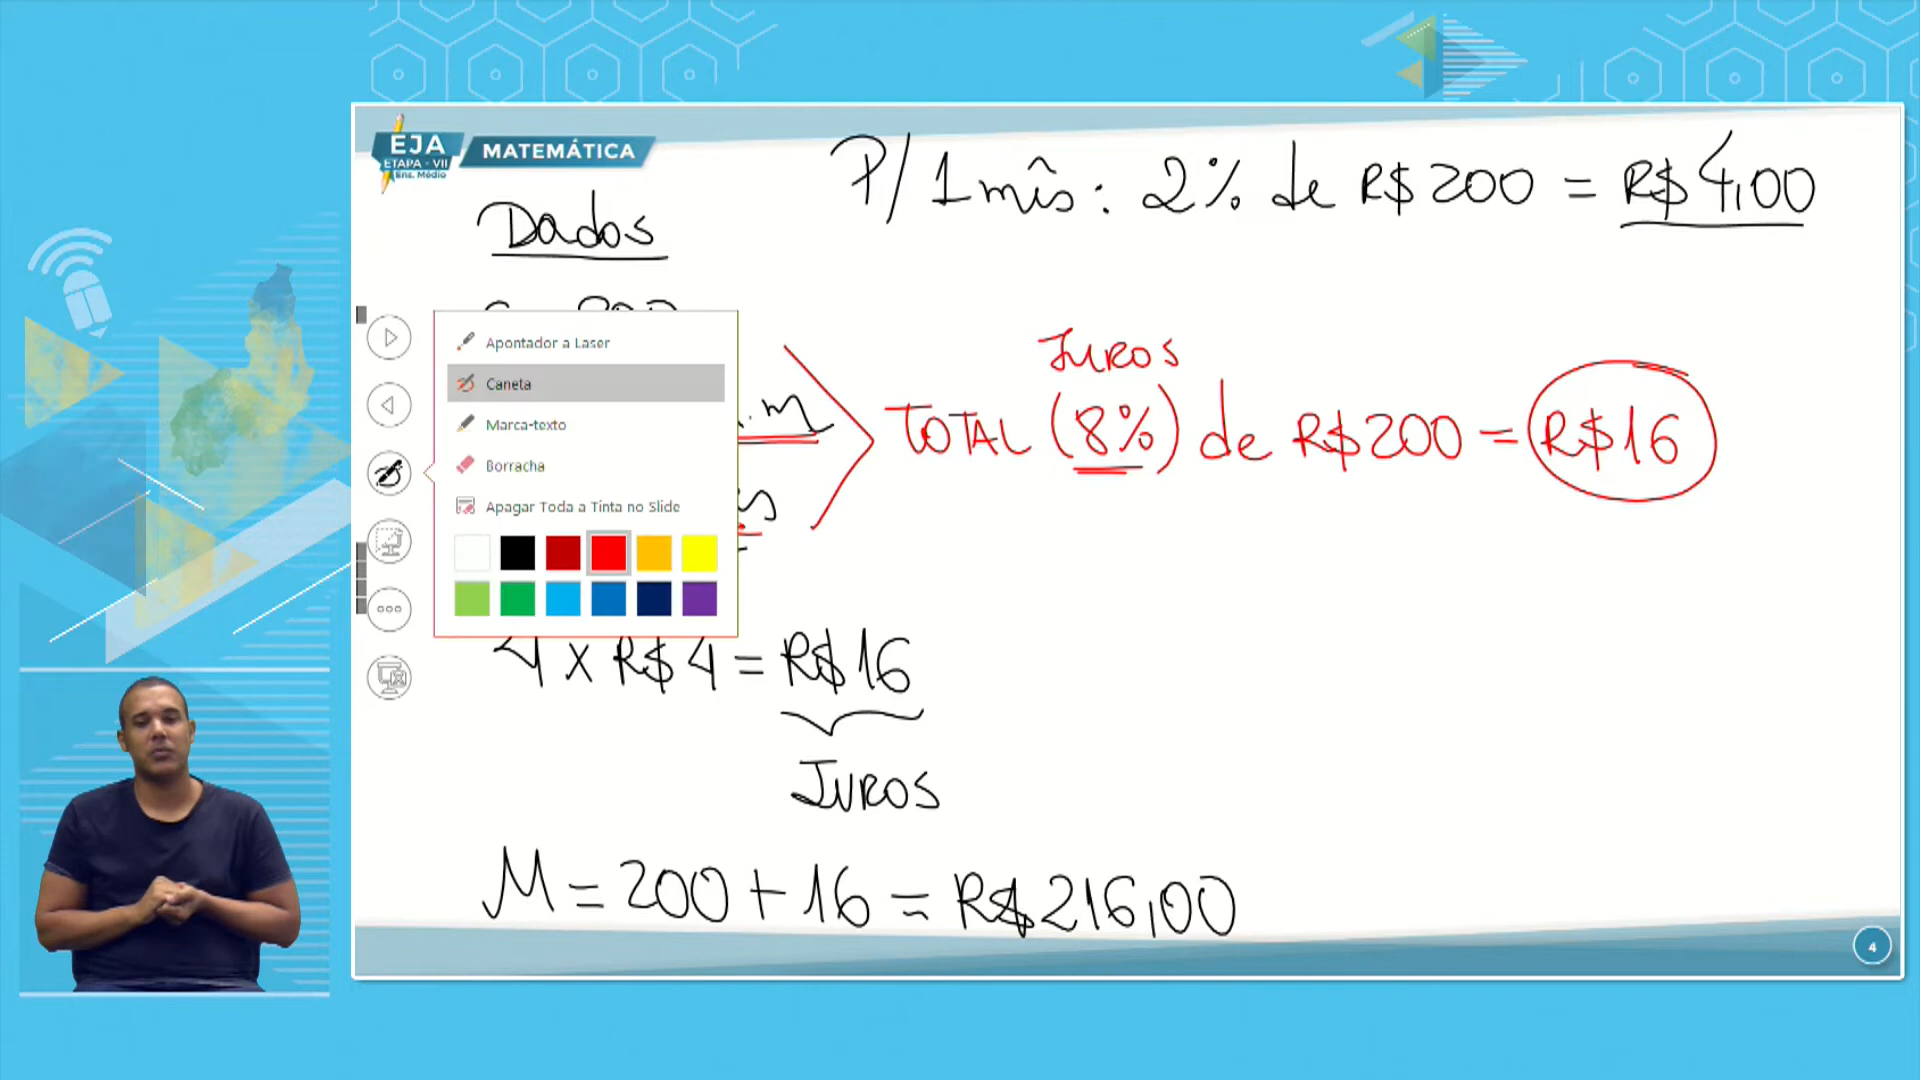 EJA
ETAPA - VII
Ens. Médio
MATEMÁTICA
P/ 1 mês: 2% de R$ 200 = R$ 4,00
Dados
Apontador a Laser
Caneta
Marca-texto
Borracha
Apagar Toda a Tinta no Slide
JUROS
TOTAL (8%) de R$200 = R$16
4 x R$ 4 = R$ 16
JUROS
M = 200 + 16 = R$ 216,00
4